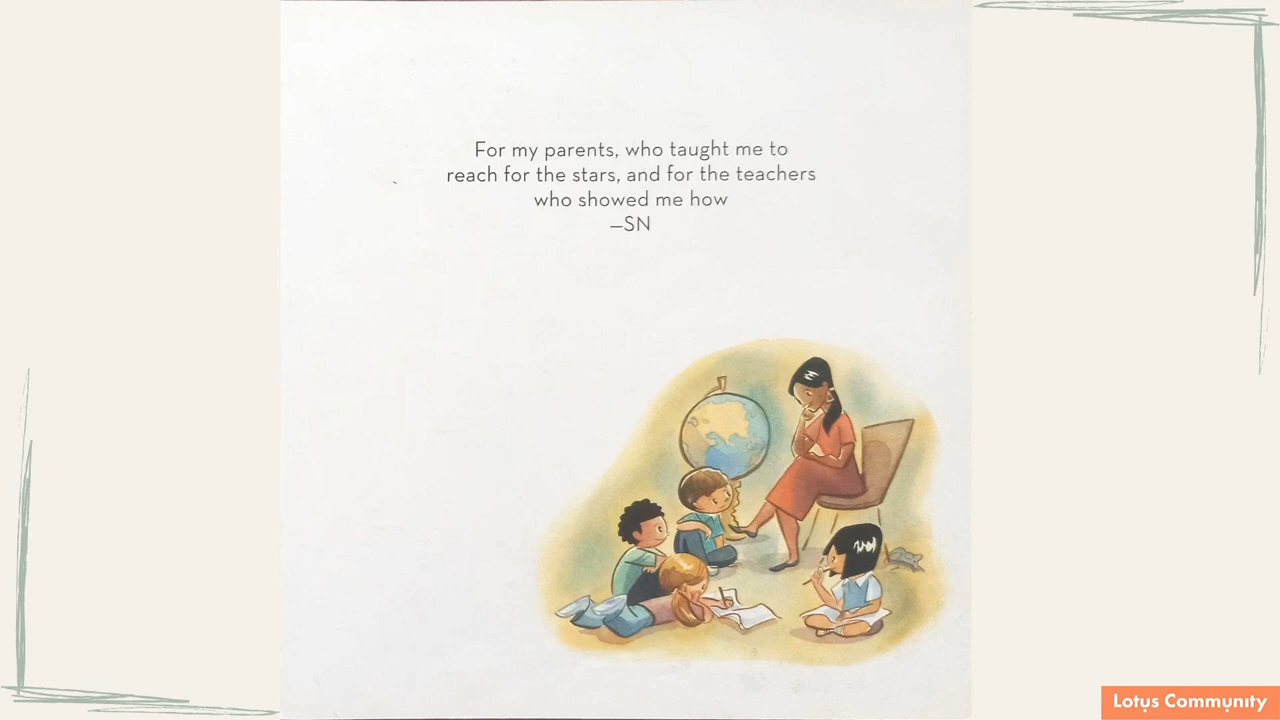 For my parents, who taught me to
reach for the stars, and for the teachers
who showed me how
—SN
Lotus Community